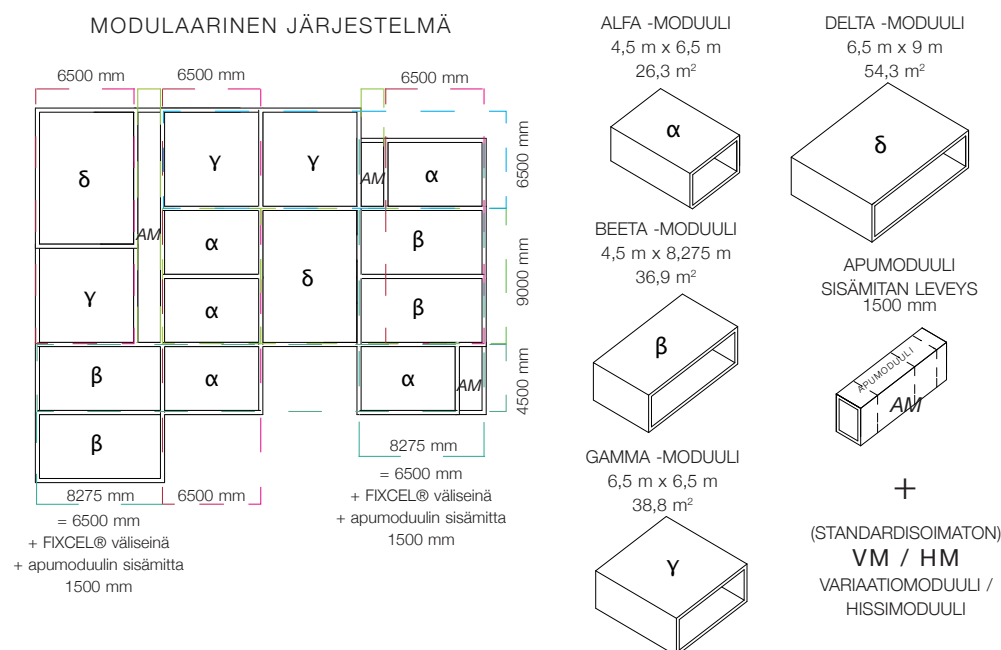 MODULAARINEN JÄRJESTELMÄ
6500 mm
6500 mm
6500 mm
δ
AM
γ
γ
AM
α
6500 mm
α
β
δ
9000 mm
γ
α
β
β
α
α
AM
4500 mm
β
8275 mm
= 6500 mm
+ FIXCEL® väliseinä
+ apumoduulin sisämitta
1500 mm
8275 mm
6500 mm
= 6500 mm
+ FIXCEL® väliseinä
+ apumoduulin sisämitta
1500 mm
ALFA -MODUULI
4,5 m x 6,5 m
26,3 m²
α
BEETA -MODUULI
4,5 m x 8,275 m
36,9 m²
β
GAMMA -MODUULI
6,5 m x 6,5 m
38,8 m²
γ
DELTA -MODUULI
6,5 m x 9 m
54,3 m²
δ
APUMODUULI
SISÄMITAN LEVEYS
1500 mm
APUMODUULI
AM
+
(STANDARDISOIMATON)
VM / HM
VARIAATIOMODUULI /
HISSIMODUULI